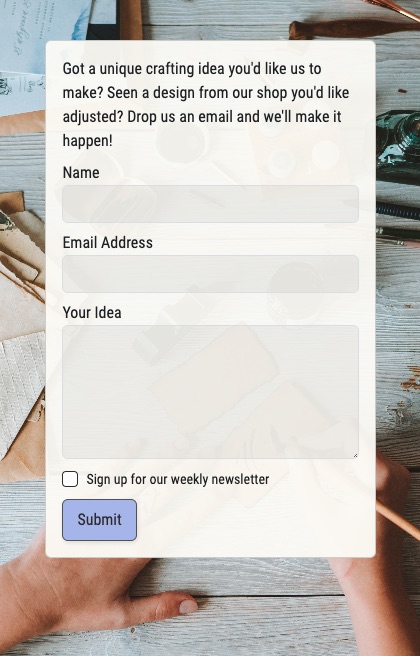 Got a unique crafting idea you'd like us to
make? Seen a design from our shop you'd like
adjusted? Drop us an email and we'll make it
happen!
Name
Email Address
Your Idea
Sign up for our weekly newsletter
Submit